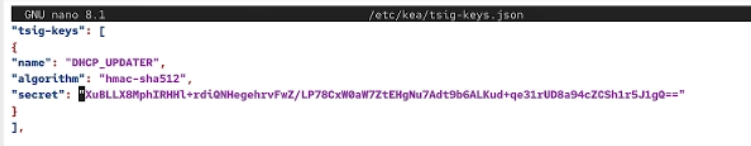 GNU nano 8.1 /etc/kea/tsig-keys.json
"tsig-keys": [
{
"name": "DHCP_UPDATER",
"algorithm": "hmac-sha512",
"secret": "XuBLLX8MphIRHHl+rdiQNHegehrvFwZ/LP78CxW0aW7ZtEHgNu7Adt9b6ALKud+qe31rUD8a94cZCSh1r5J1gQ=="
}
],